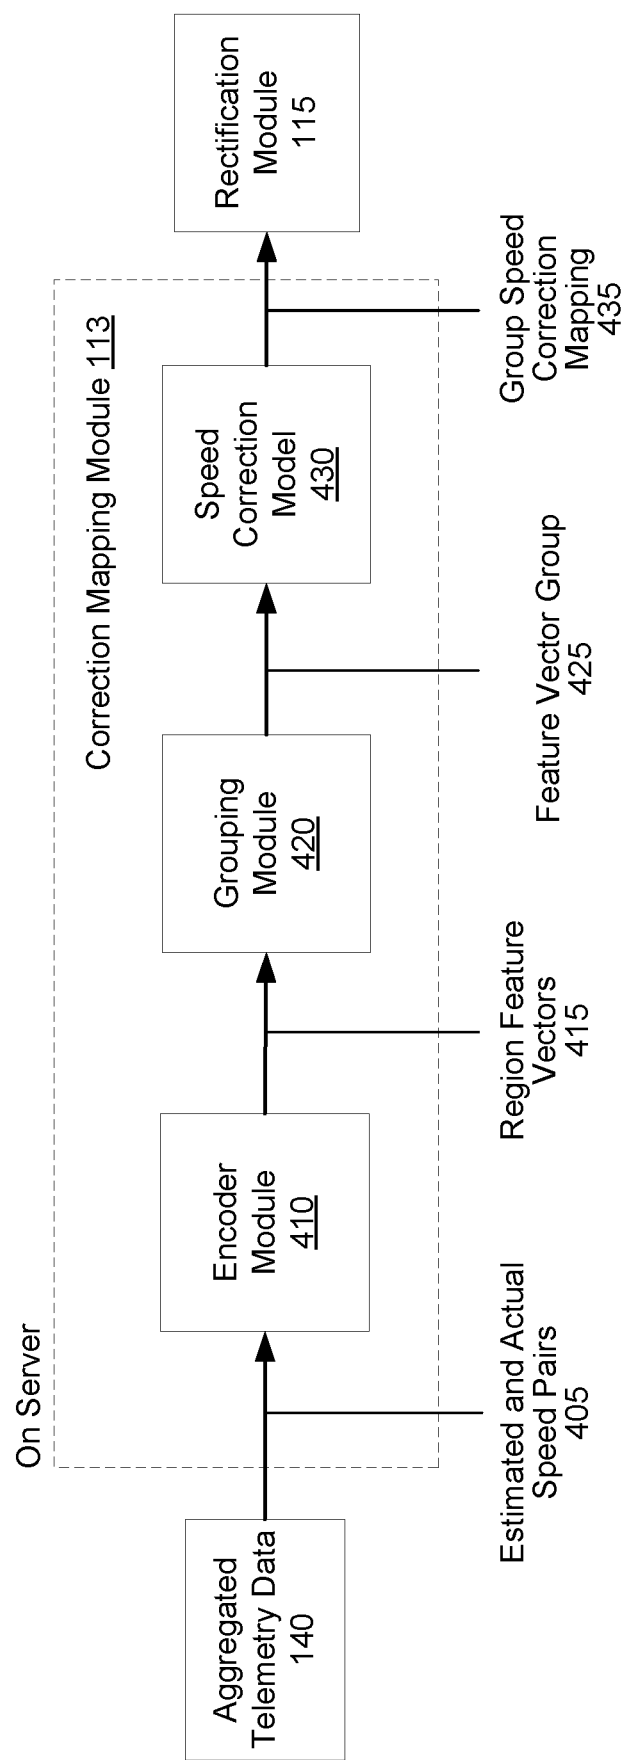 On Server
Correction Mapping Module 113
Aggregated
Telemetry Data
140
Encoder
Module
410
Grouping
Module
420
Speed
Correction
Model
430
Rectification
Module
115
Estimated and Actual
Speed Pairs
405
Region Feature
Vectors
415
Feature Vector Group
425
Group Speed
Correction
Mapping
435